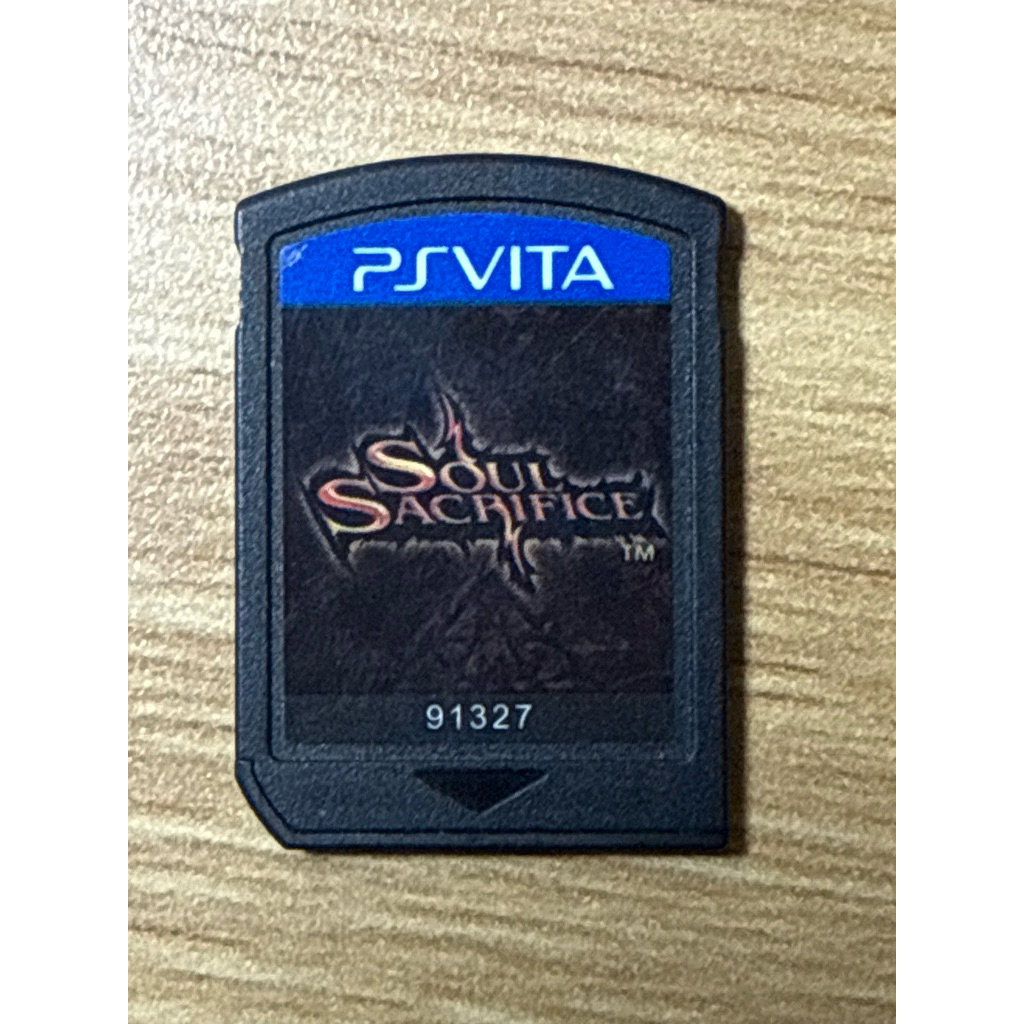 PSVITA
SOUL
SACRIFICE
TM
91327